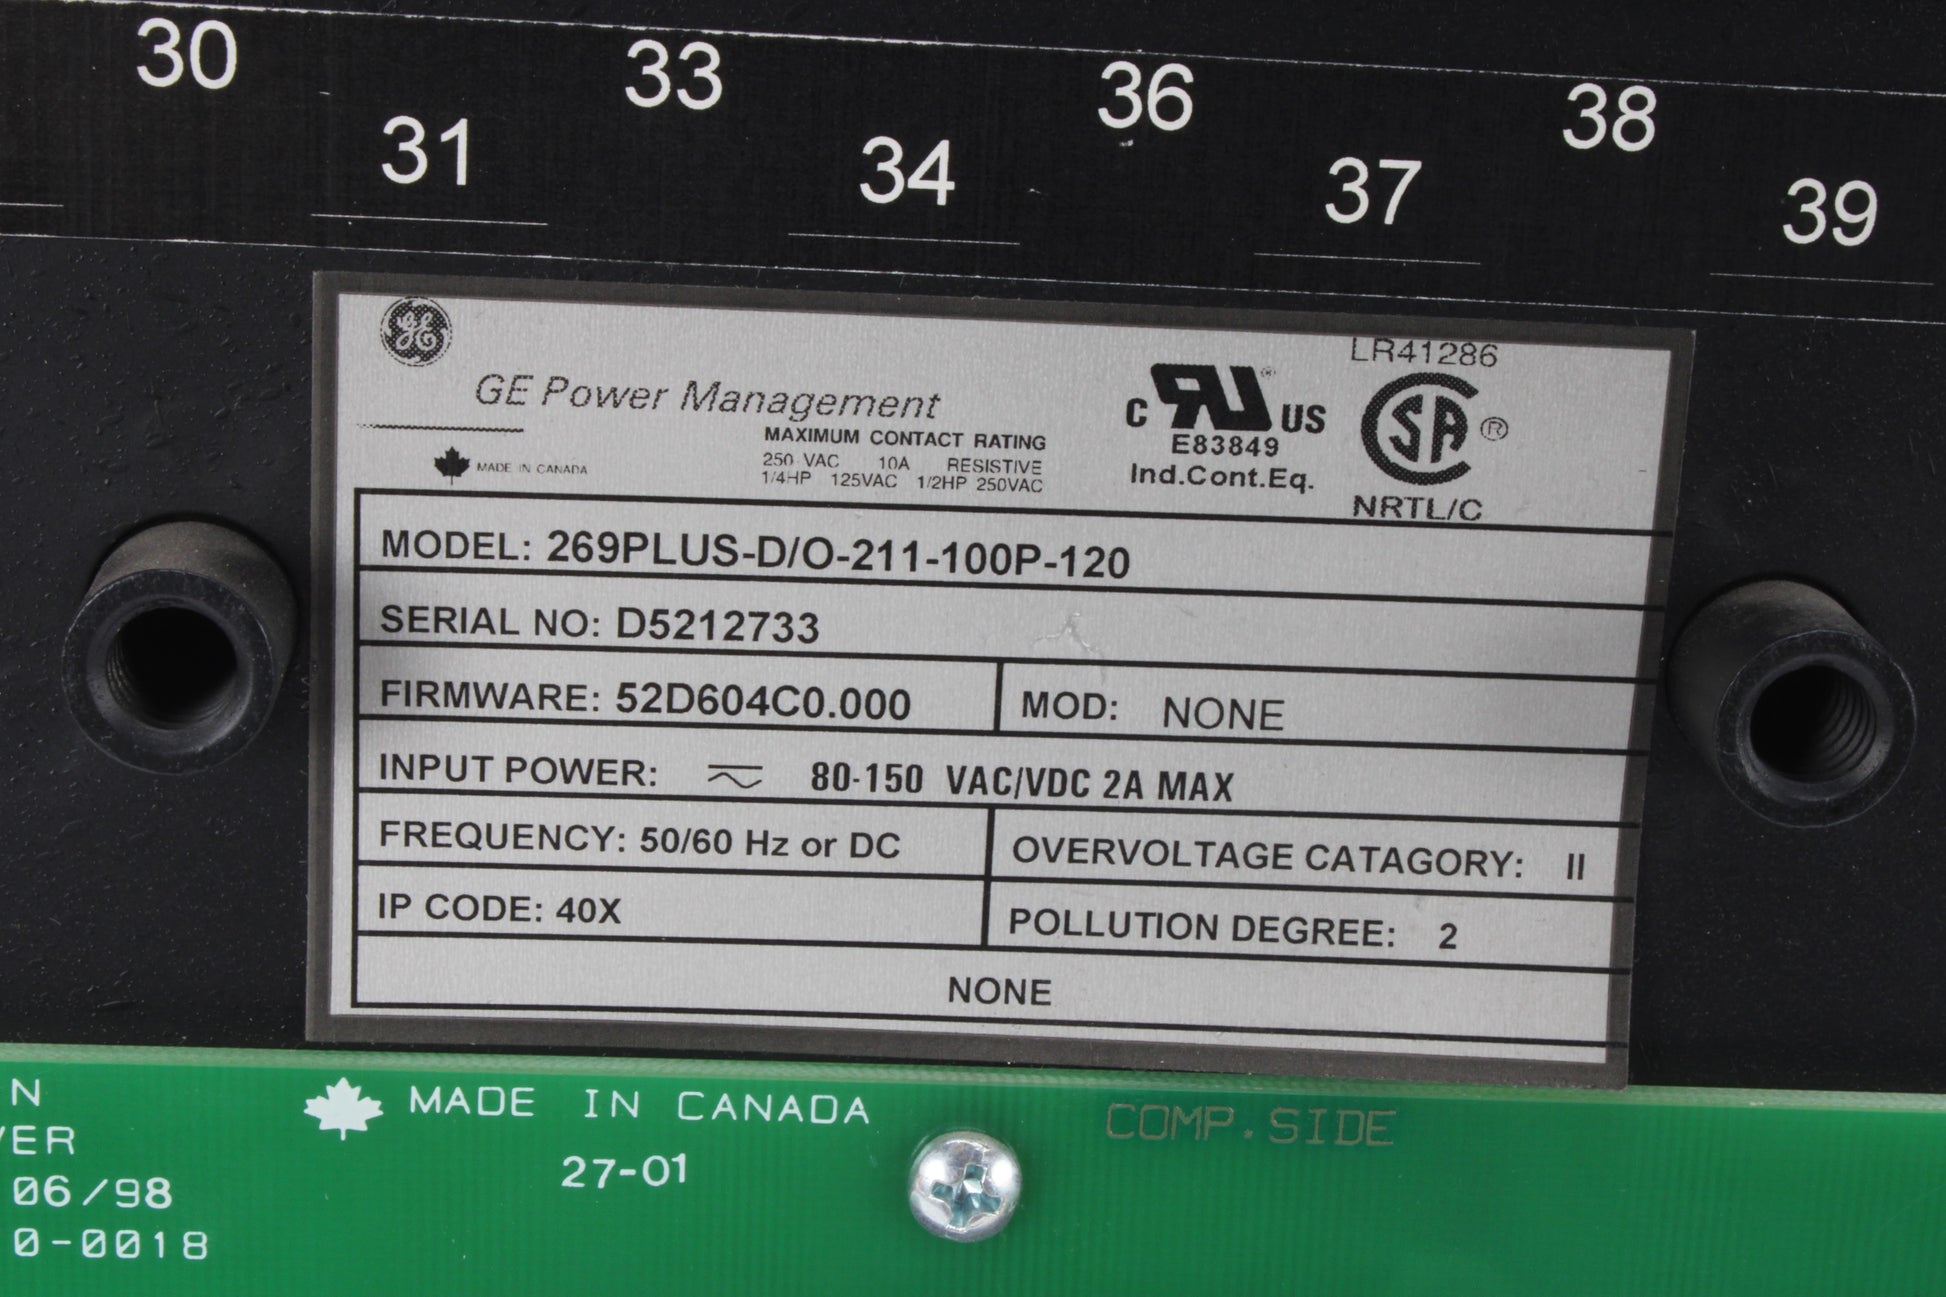 30 33 36 38
31 34 37 39
GE
GE Power Management
MADE IN CANADA
MAXIMUM CONTACT RATING
250 VAC 10A RESISTIVE
1/4HP 125VAC 1/2HP 250VAC
C RU ® US
E83849
Ind.Cont.Eq.
LR41286
CSA ®
NRTL/C
MODEL: 269PLUS-D/O-211-100P-120
SERIAL NO: D5212733
FIRMWARE: 52D604C0.000 MOD: NONE
INPUT POWER: 80-150 VAC/VDC 2A MAX
FREQUENCY: 50/60 Hz or DC OVERVOLTAGE CATAGORY: II
IP CODE: 40X POLLUTION DEGREE: 2
NONE
N
VER
06/98
0-0018
MADE IN CANADA
27-01
COMP.SIDE